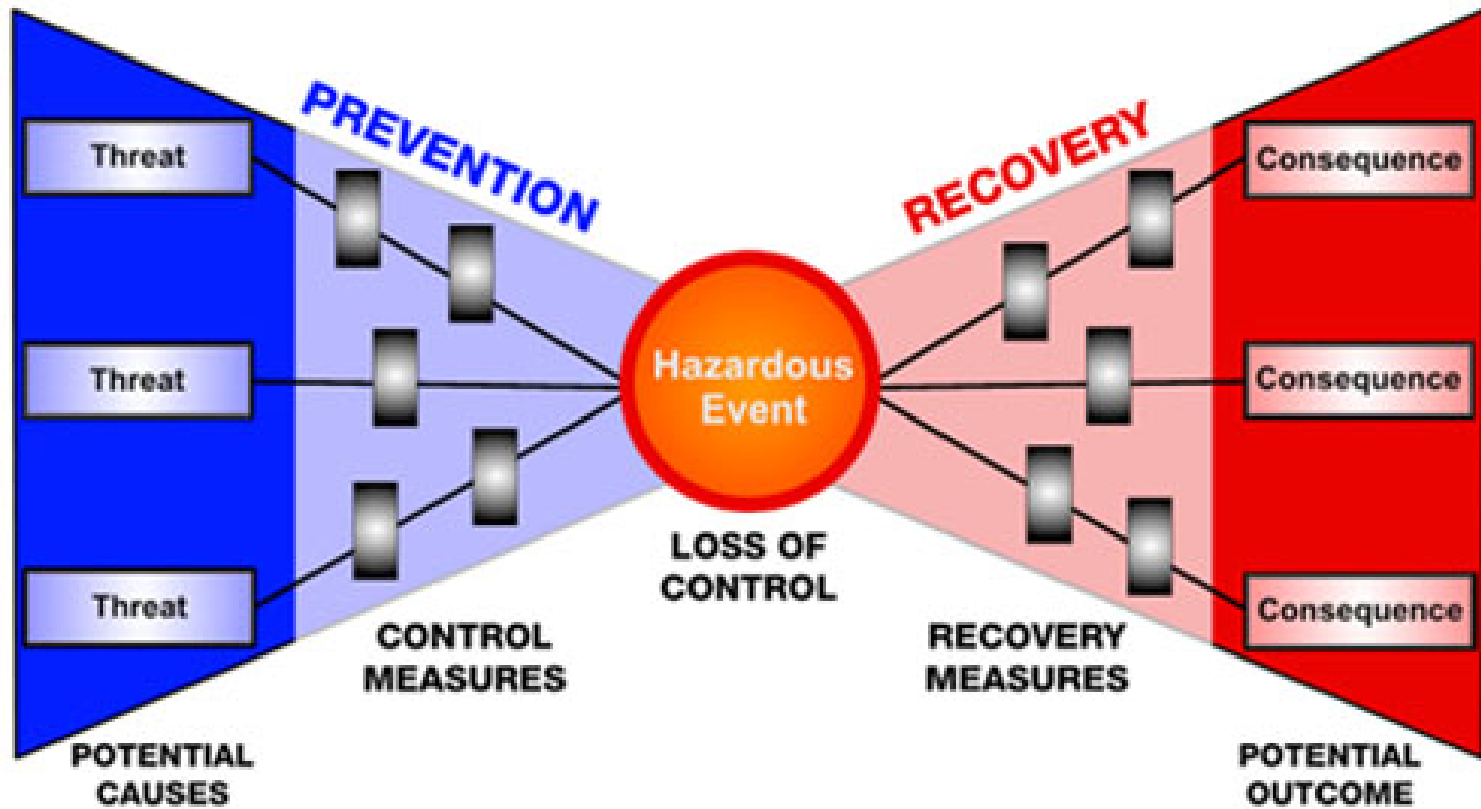 PREVENTION
RECOVERY
Threat
Consequence
Threat
Hazardous
Event
Consequence
Threat
Consequence
LOSS OF
CONTROL
CONTROL
MEASURES
RECOVERY
MEASURES
POTENTIAL
CAUSES
POTENTIAL
OUTCOME